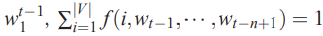 $w_1^{t-1}$, $\sum_{i=1}^{|V|} f(i, w_{t-1}, \cdots, w_{t-n+1}) = 1$